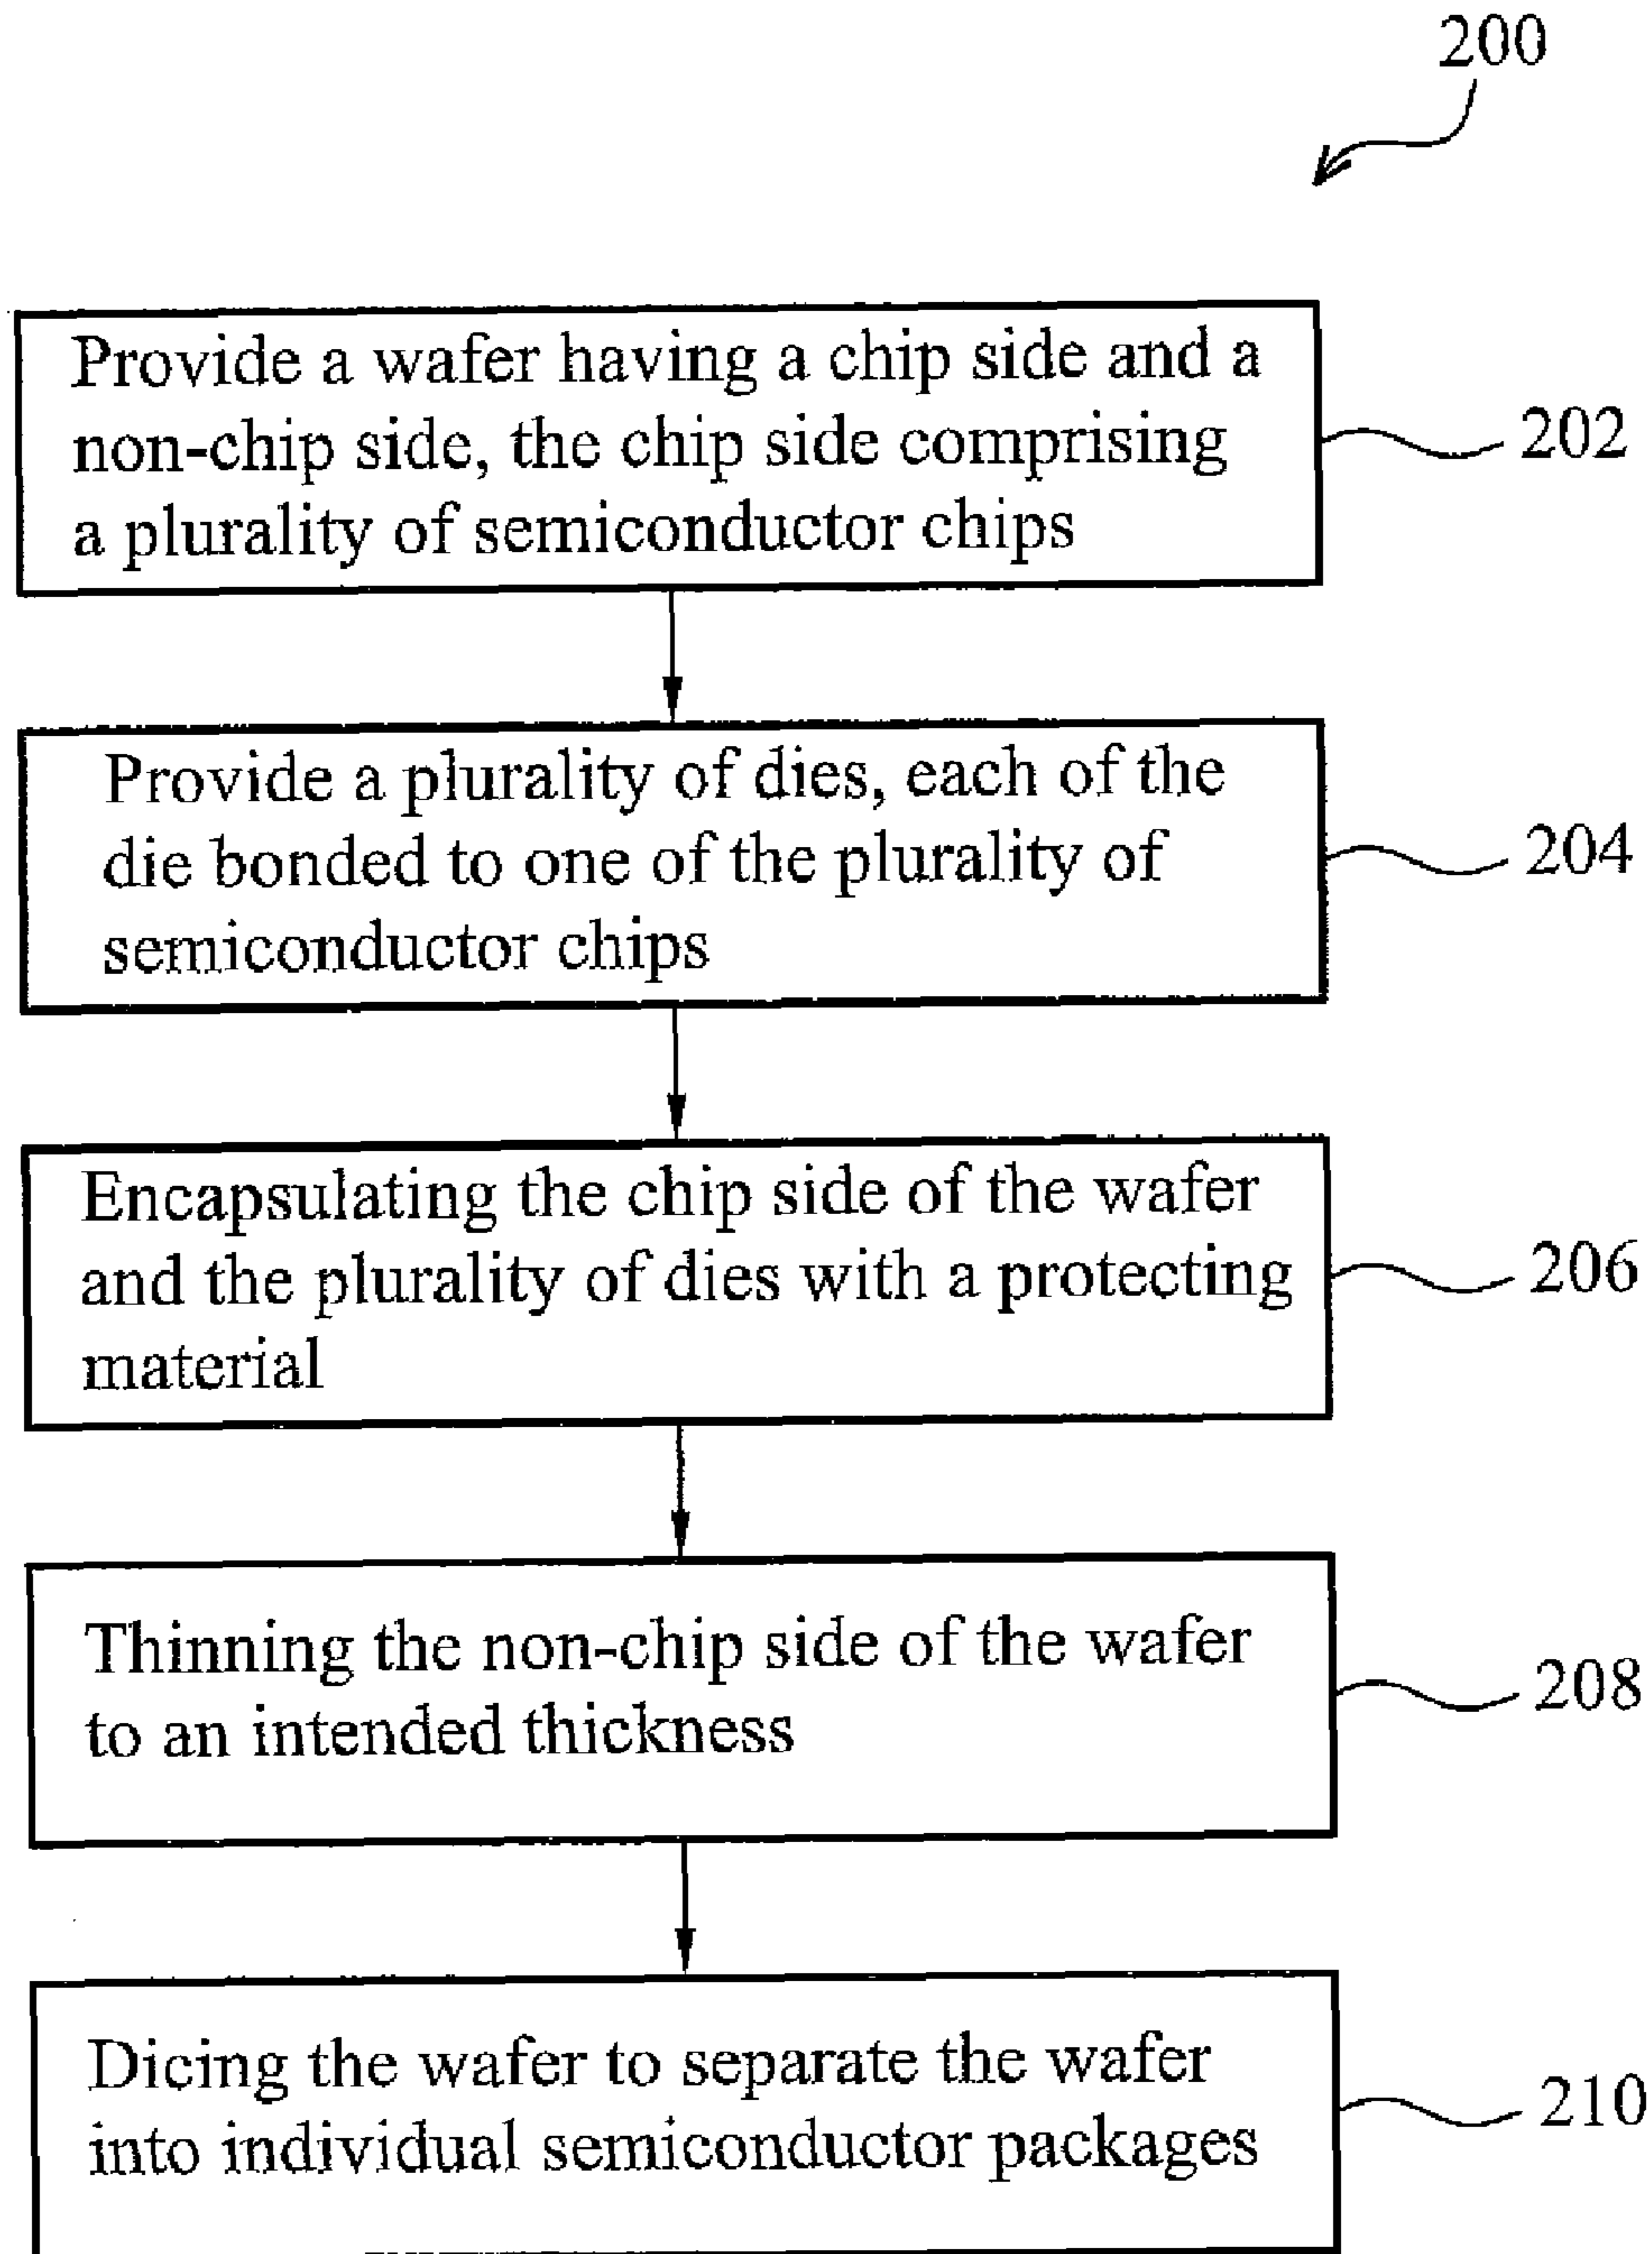 200
Provide a wafer having a chip side and a
non-chip side, the chip side comprising
a plurality of semiconductor chips
202
Provide a plurality of dies, each of the
die bonded to one of the plurality of
semiconductor chips
204
Encapsulating the chip side of the wafer
and the plurality of dies with a protecting
material
206
Thinning the non-chip side of the wafer
to an intended thickness
208
Dicing the wafer to separate the wafer
into individual semiconductor packages
210